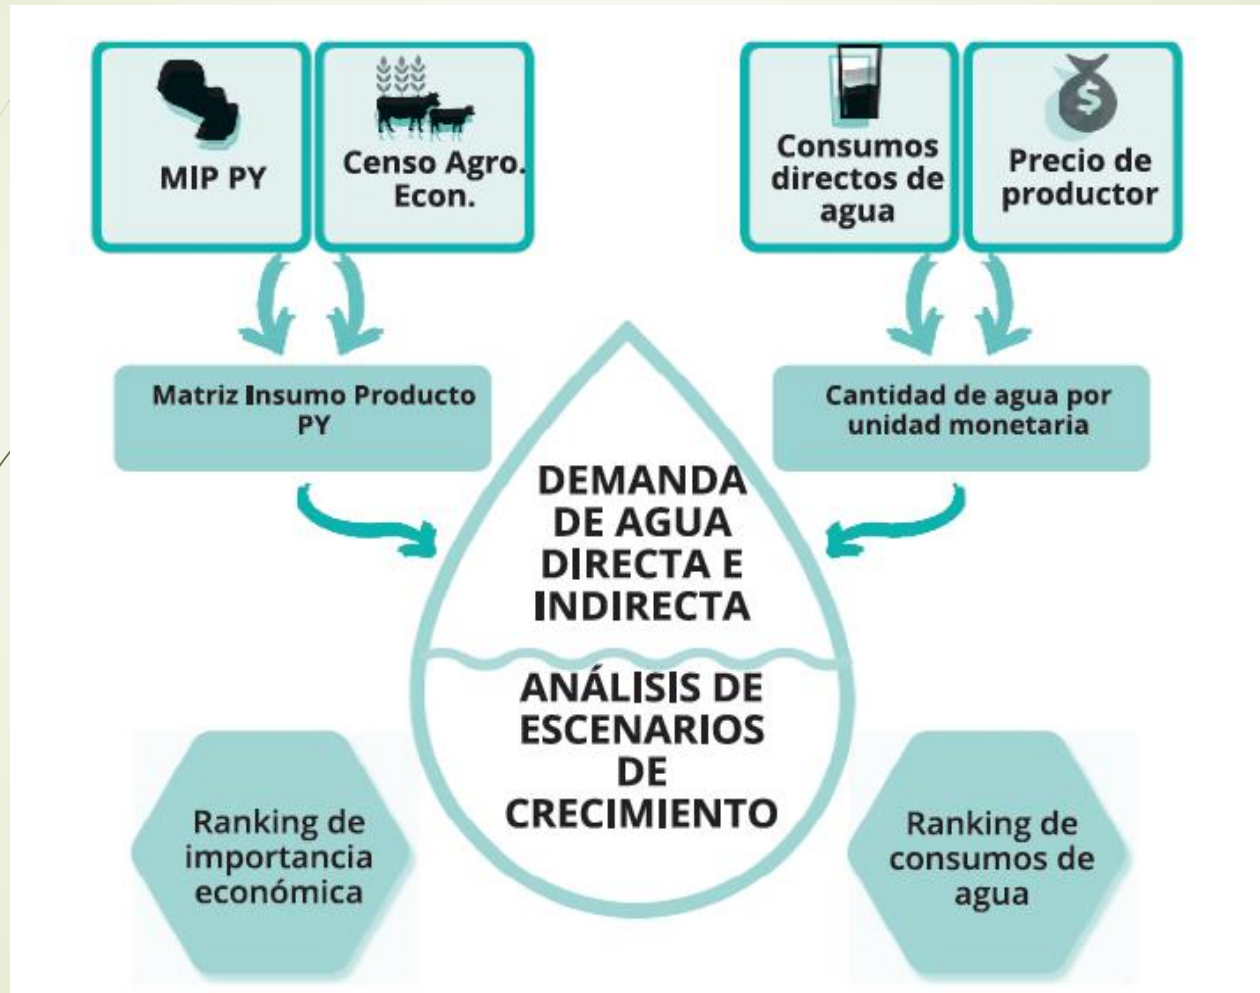 MIP PY
Censo Agro.
Econ.
Consumos
directos de
agua
$
Precio de
productor
Matriz Insumo Producto
PY
Cantidad de agua por
unidad monetaria
DEMANDA
DE AGUA
DIRECTA E
INDIRECTA
ANÁLISIS DE
ESCENARIOS
DE
CRECIMIENTO
Ranking de
importancia
económica
Ranking de
consumos de
agua